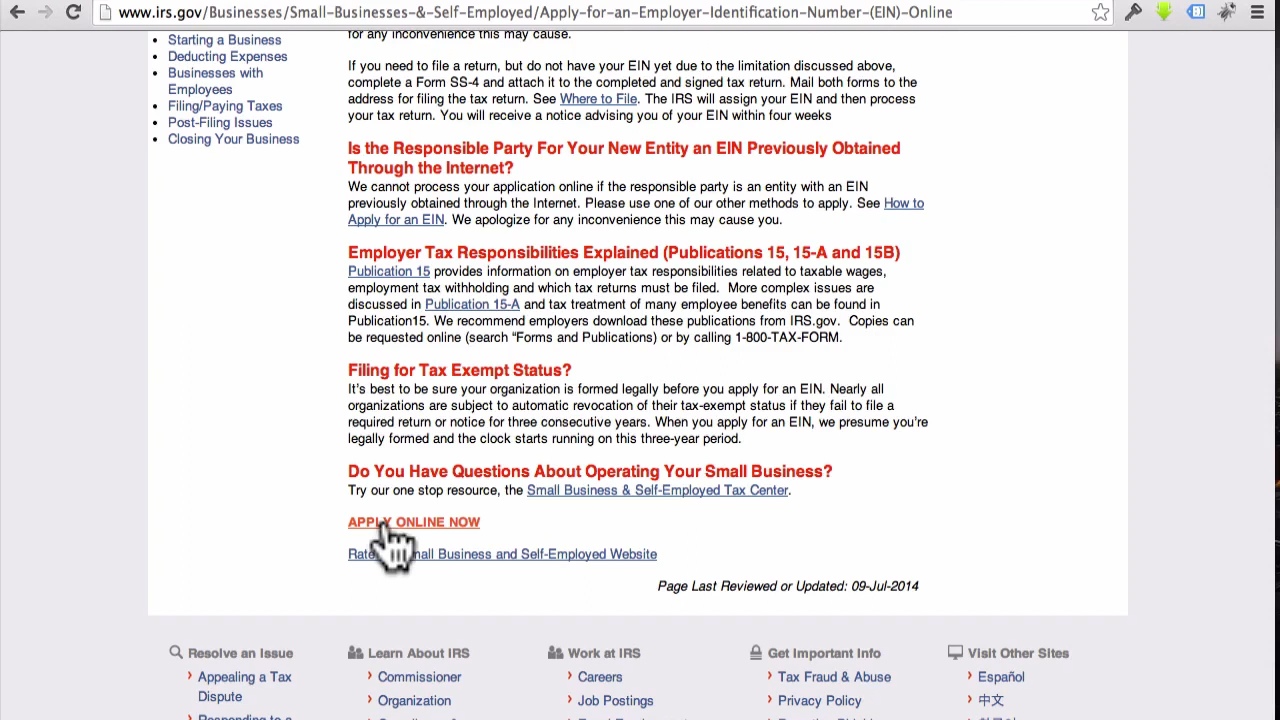 www.irs.gov/Businesses/Small-Businesses-&-Self-Employed/Apply-for-an-Employer-Identification-Number-(EIN)-Online
Starting a Business
Deducting Expenses
Businesses with
Employees
Filing/Paying Taxes
Post-Filing Issues
Closing Your Business
for any inconvenience this may cause.
If you need to file a return, but do not have your EIN yet due to the limitation discussed above,
complete a Form SS-4 and attach it to the completed and signed tax return. Mail both forms to the
address for filing the tax return. See Where to File. The IRS will assign your EIN and then process
your tax return. You will receive a notice advising you of your EIN within four weeks
Is the Responsible Party For Your New Entity an EIN Previously Obtained
Through the Internet?
We cannot process your application online if the responsible party is an entity with an EIN
previously obtained through the Internet. Please use one of our other methods to apply. See How to
Apply for an EIN. We apologize for any inconvenience this may cause you.
Employer Tax Responsibilities Explained (Publications 15, 15-A and 15B)
Publication 15 provides information on employer tax responsibilities related to taxable wages,
employment tax withholding and which tax returns must be filed.  More complex issues are
discussed in Publication 15-A and tax treatment of many employee benefits can be found in
Publication15. We recommend employers download these publications from IRS.gov.  Copies can
be requested online (search “Forms and Publications) or by calling 1-800-TAX-FORM.
Filing for Tax Exempt Status?
It’s best to be sure your organization is formed legally before you apply for an EIN. Nearly all
organizations are subject to automatic revocation of their tax-exempt status if they fail to file a
required return or notice for three consecutive years. When you apply for an EIN, we presume you’re
legally formed and the clock starts running on this three-year period.
Do You Have Questions About Operating Your Small Business?
Try our one stop resource, the Small Business & Self-Employed Tax Center.
APPLY ONLINE NOW
Rate Small Business and Self-Employed Website
Page Last Reviewed or Updated: 09-Jul-2014
Resolve an Issue
Appealing a Tax
Dispute
Responding to a
Learn About IRS
Commissioner
Organization
Work at IRS
Careers
Job Postings
Get Important Info
Tax Fraud & Abuse
Privacy Policy
Visit Other Sites
Español
中文